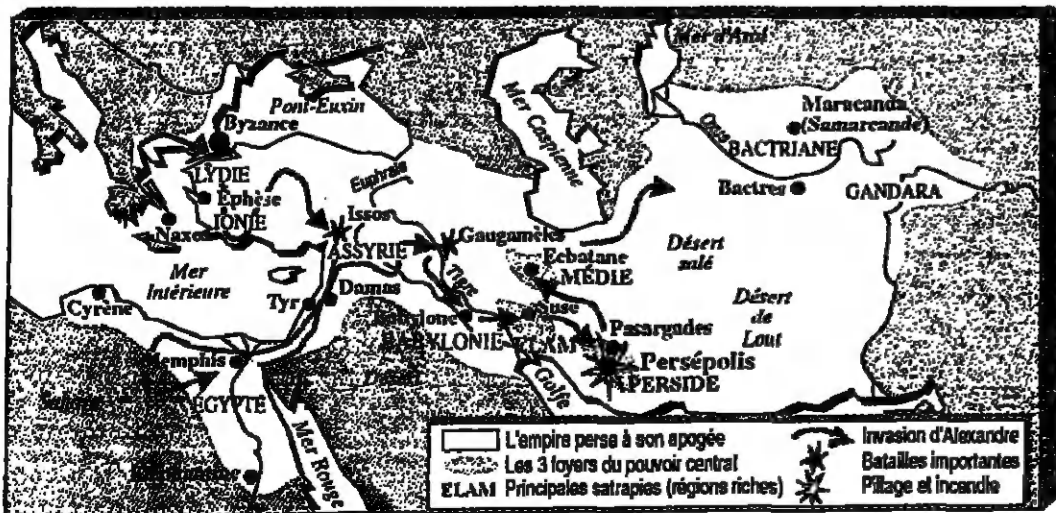 Mer d'Aral
Pont-Euxin
Mer Caspienne
Maracanda
(Samarcande)
Byzance
Oxus
BACTRIANE
LYDIE
Euphrate
Bactres
GANDARA
Éphèse
IONIE
Issos
Naxos
Gaugamèles
ASSYRIE
Désert
salé
Ecbatane
MÉDIE
Mer
Intérieure
Tigre
Tyr
Damas
Désert
de
Lout
Cyrène
Suse
Babylone
Pasargades
BABYLONIE
ELAM
Memphis
Persépolis
PERSIDE
Golfe
ÉGYPTE
Mer Rouge
L'empire perse à son apogée
Les 3 foyers du pouvoir central
ELAM Principales satrapies (régions riches)
Invasion d'Alexandre
Batailles importantes
Pillage et incendie